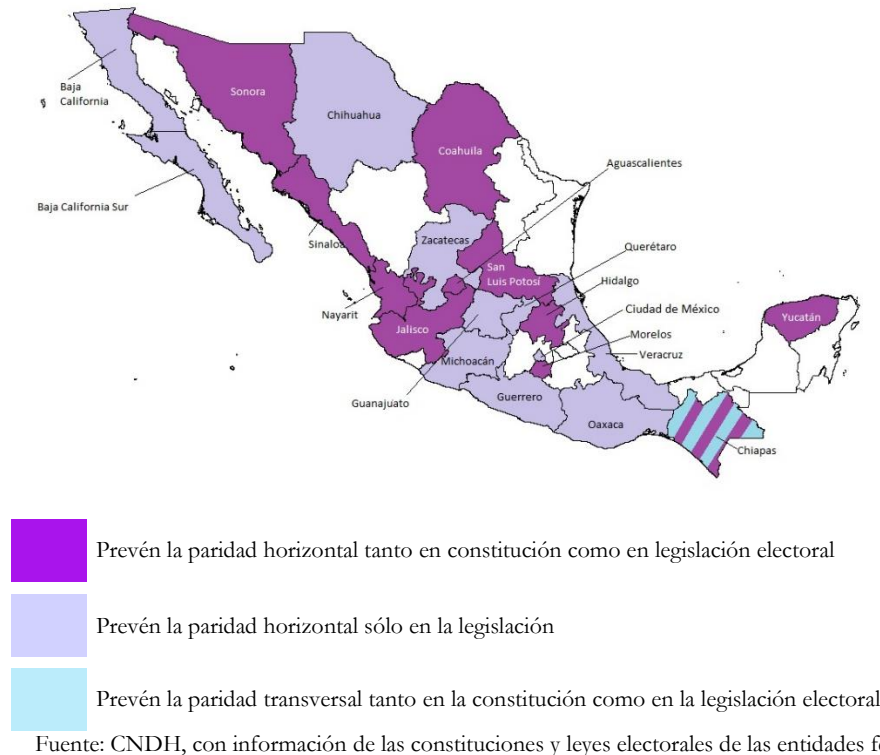 Baja
California
Sonora
Chihuahua
Coahuila
Aguascalientes
Baja California Sur
Sinaloa
Zacatecas
Querétaro
San
Luis Potosí
Hidalgo
Nayarit
Ciudad de México
Yucatán
Jalisco
Morelos
Michoacán
Veracruz
Guanajuato
Guerrero
Oaxaca
Chiapas
Prevén la paridad horizontal tanto en constitución como en legislación electoral
Prevén la paridad horizontal sólo en la legislación
Prevén la paridad transversal tanto en la constitución como en la legislación electoral
Fuente: CNDH, con información de las constituciones y leyes electorales de las entidades